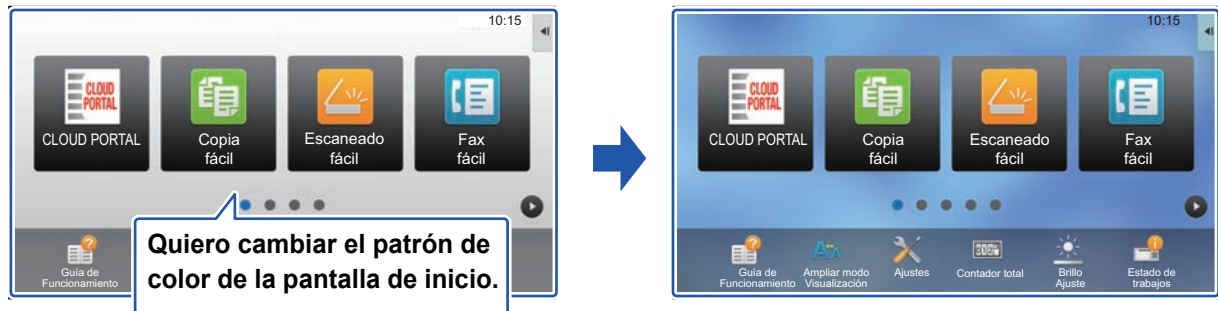 10:15
CLOUD
PORTAL
CLOUD PORTAL
Copia
fácil
Escaneado
fácil
Fax
fácil
Guía de
Funcionamiento
Quiero cambiar el patrón de
color de la pantalla de inicio.
10:15
CLOUD
PORTAL
CLOUD PORTAL
Copia
fácil
Escaneado
fácil
Fax
fácil
Guía de
Funcionamiento
Ampliar modo
Visualización
Ajustes
Contador total
Brillo
Ajuste
Estado de
trabajos